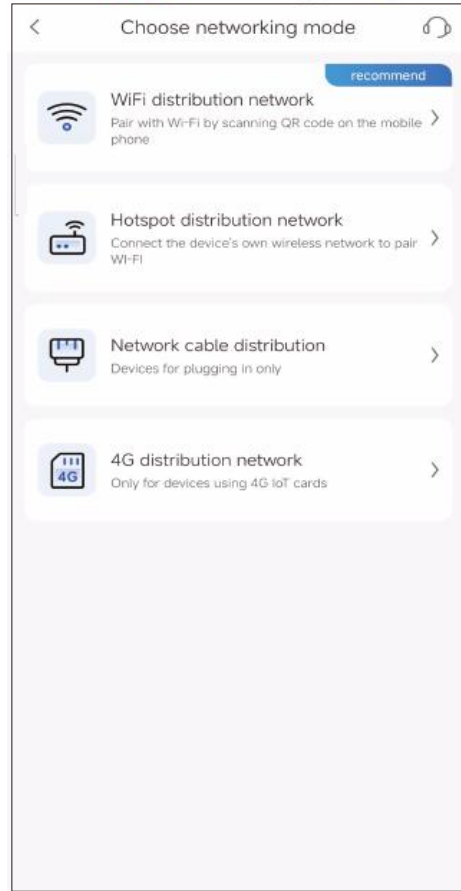 Choose networking mode
recommend
WiFi distribution network
Pair with Wi-Fi by scanning QR code on the mobile
phone
Hotspot distribution network
Connect the device's own wireless network to pair
WI-FI
Network cable distribution
Devices for plugging in only
4G distribution network
4G
Only for devices using 4G IoT cards